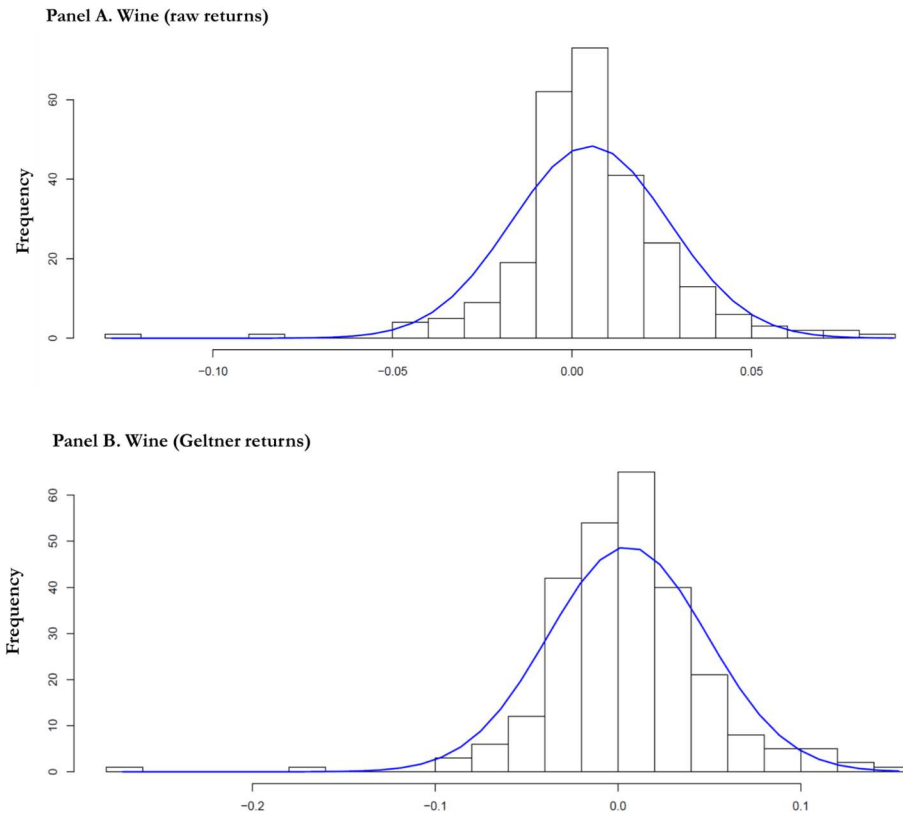 Panel A. Wine (raw returns)
Frequency
60
40
20
0
−0.10 −0.05 0.00 0.05
Panel B. Wine (Geltner returns)
Frequency
60
50
40
30
20
10
0
−0.2 −0.1 0.0 0.1